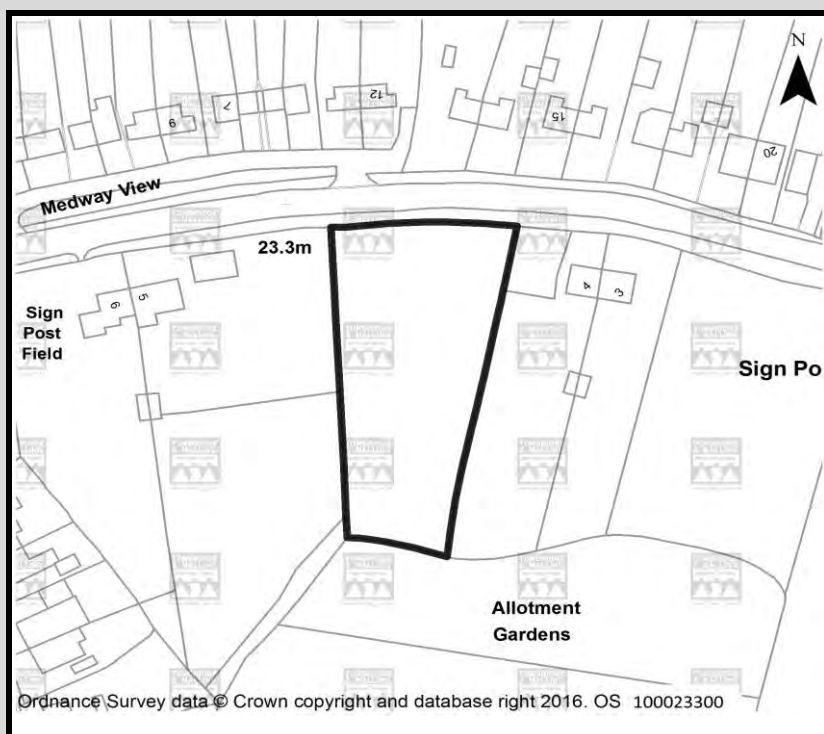 N
12
7
6
15
20
Medway View
23.3m
4
3
5
6
Sign
Post
Field
Sign Po
Allotment
Gardens
Ordnance Survey data © Crown copyright and database right 2016. OS 100023300